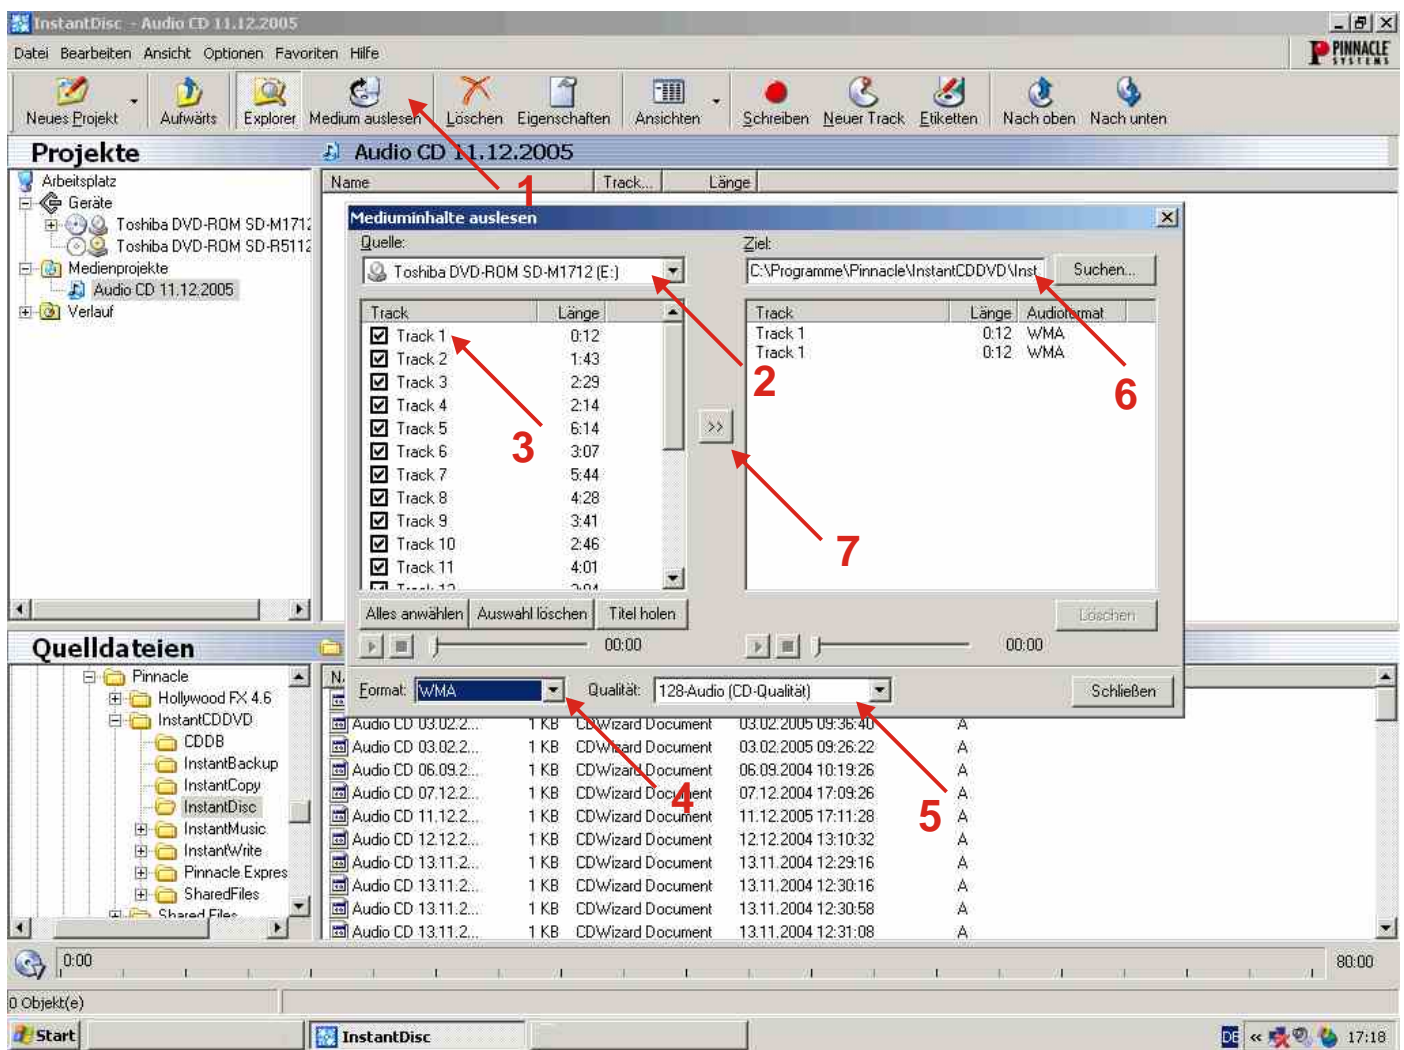 InstantDisc - Audio CD 11.12.2005
Datei Bearbeiten Ansicht Optionen Favoriten Hilfe
PINNACLE
SYSTEMS
Neues Projekt Aufwärts Explorer Medium auslesen Löschen Eigenschaften Ansichten Schreiben Neuer Track Etiketten Nach oben Nach unten
Projekte
Audio CD 11.12.2005
Arbeitsplatz
Geräte
Toshiba DVD-ROM SD-M1712
Toshiba DVD-ROM SD-R5112
Medienprojekte
Audio CD 11.12.2005
Verlauf
Name Track... Länge
1
Mediuminhalte auslesen
Quelle:
Toshiba DVD-ROM SD-M1712 (E:)
Ziel:
C:\Programme\Pinnacle\InstantCDDVD\Inst
Suchen...
Track Länge
Track 1 0:12
Track 2 1:43
Track 3 2:29
Track 4 2:14
Track 5 6:14
Track 6 3:07
Track 7 5:44
Track 8 4:28
Track 9 3:41
Track 10 2:46
Track 11 4:01
Track Länge Audioformat
Track 1 0:12 WMA
Track 1 0:12 WMA
2
3
6
>>
7
Alles anwählen Auswahl löschen Titel holen
Löschen
00:00
00:00
Format: WMA
Qualität: 128-Audio (CD-Qualität)
Schließen
4
5
Quelldateien
Pinnacle
Hollywood FX 4.6
InstantCDDVD
CDDB
InstantBackup
InstantCopy
InstantDisc
InstantMusic
InstantWrite
Pinnacle Expres
SharedFiles
Shared Files
Audio CD 03.02.2... 1 KB CDWizard Document 03.02.2005 09:36:40 A
Audio CD 03.02.2... 1 KB CDWizard Document 03.02.2005 09:26:22 A
Audio CD 06.09.2... 1 KB CDWizard Document 06.09.2004 10:19:26 A
Audio CD 07.12.2... 1 KB CDWizard Document 07.12.2004 17:09:26 A
Audio CD 11.12.2... 1 KB CDWizard Document 11.12.2005 17:11:28 A
Audio CD 12.12.2... 1 KB CDWizard Document 12.12.2004 13:10:32 A
Audio CD 13.11.2... 1 KB CDWizard Document 13.11.2004 12:29:16 A
Audio CD 13.11.2... 1 KB CDWizard Document 13.11.2004 12:30:16 A
Audio CD 13.11.2... 1 KB CDWizard Document 13.11.2004 12:30:58 A
Audio CD 13.11.2... 1 KB CDWizard Document 13.11.2004 12:31:08 A
0:00 80:00
0 Objekt(e)
Start InstantDisc DE « 17:18